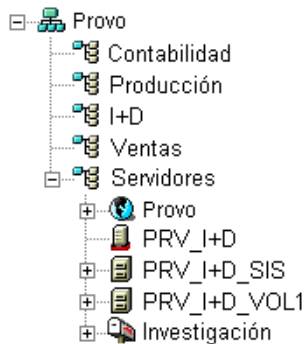 Provo
Contabilidad
Producción
I+D
Ventas
Servidores
Provo
PRV_I+D
PRV_I+D_SIS
PRV_I+D_VOL1
Investigación